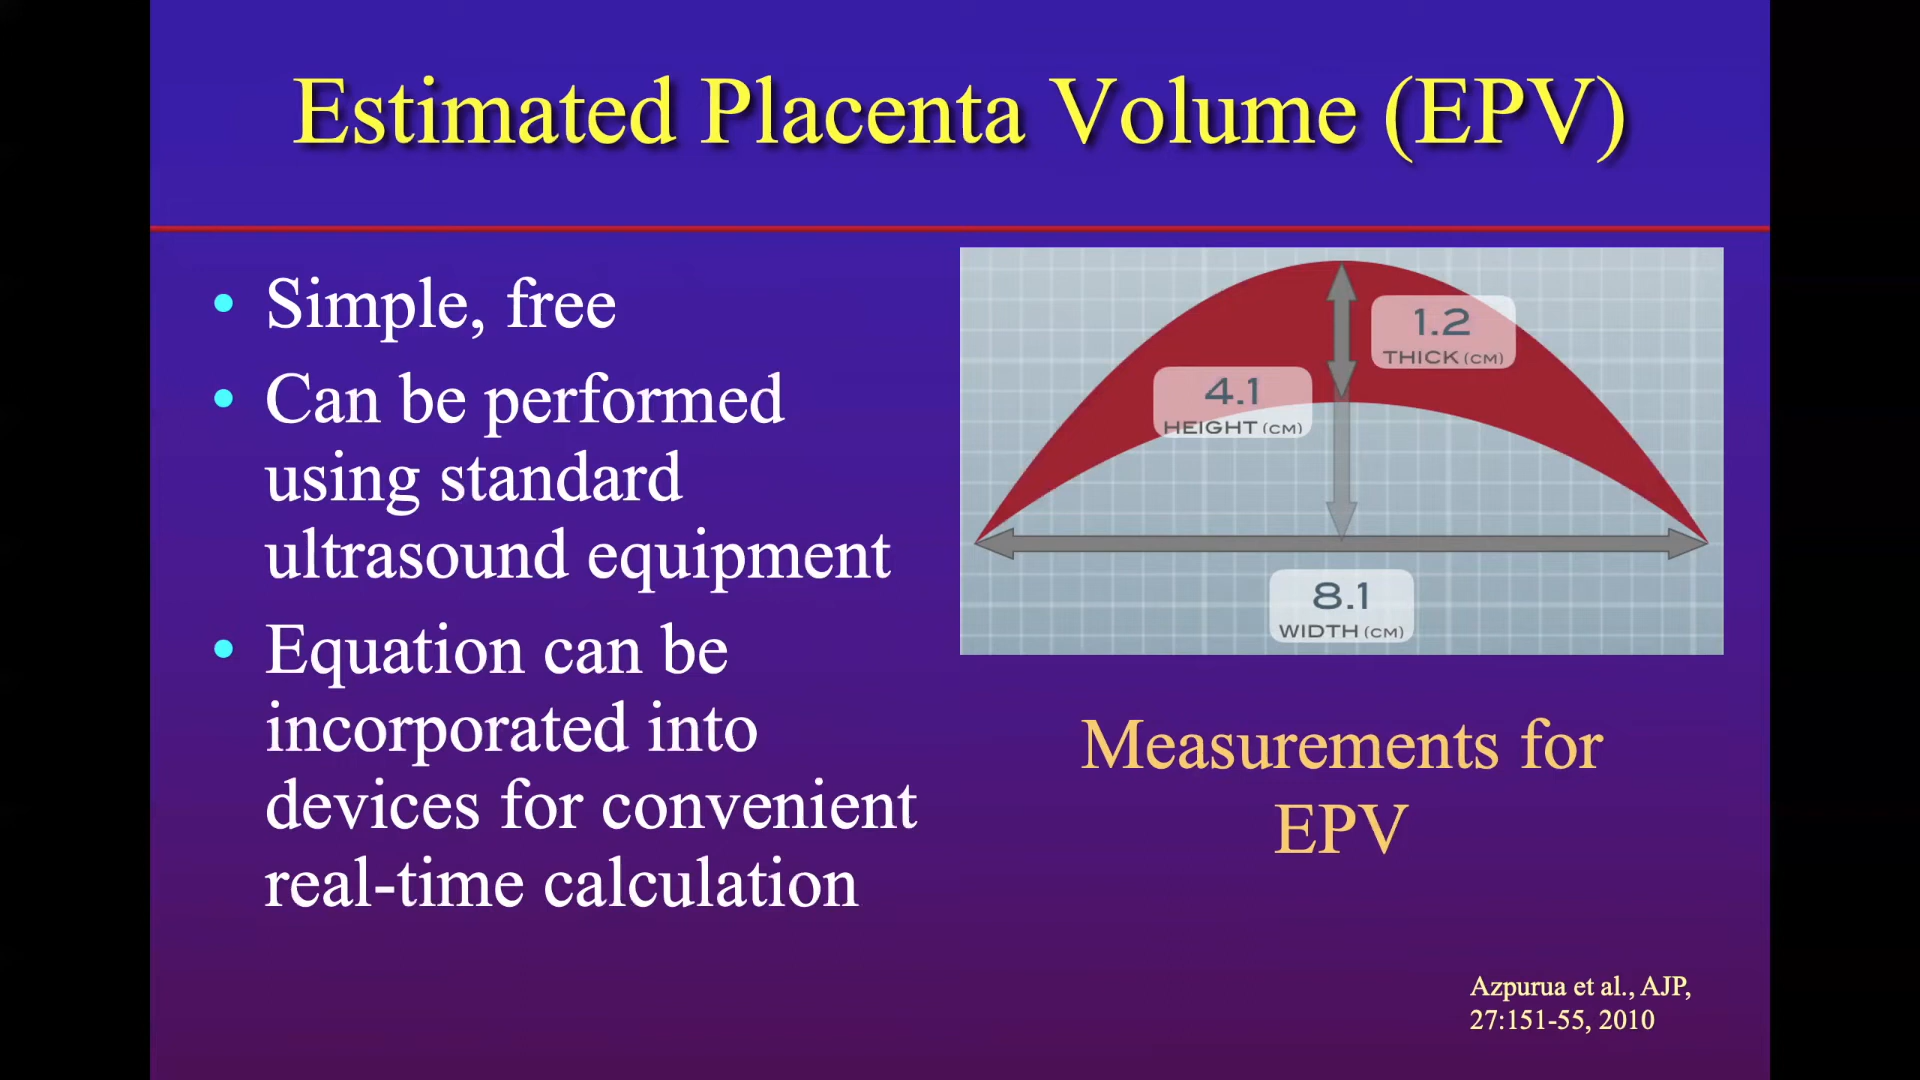 Estimated Placenta Volume (EPV)
• Simple, free
• Can be performed
using standard
ultrasound equipment
• Equation can be
incorporated into
devices for convenient
real-time calculation
1.2
THICK (CM)
4.1
HEIGHT (CM)
8.1
WIDTH (CM)
Measurements for
EPV
Azpurua et al., AJP,
27:151-55, 2010